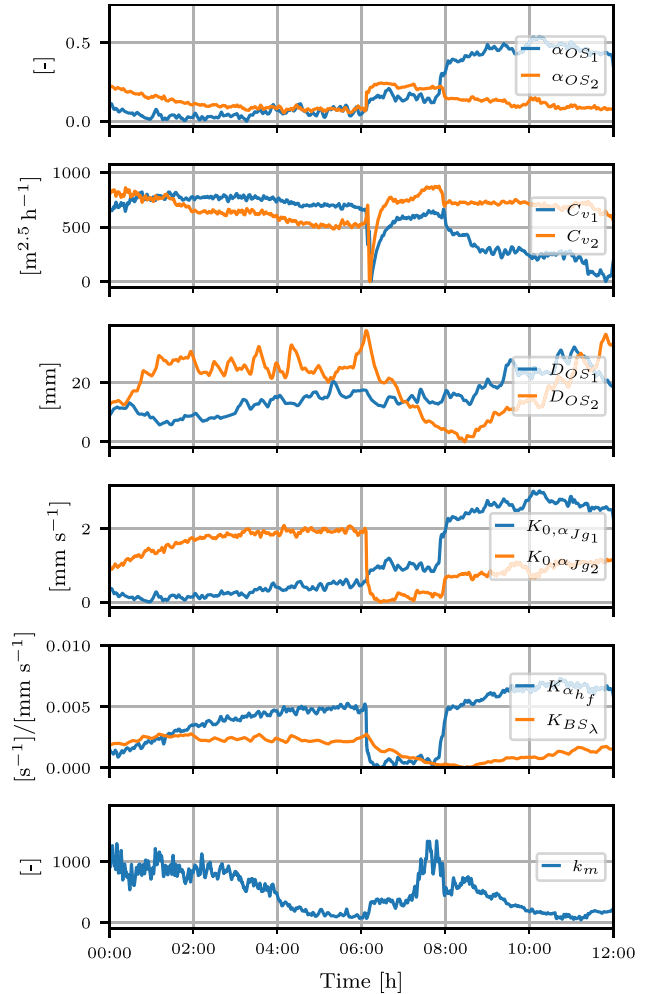 [-]
0.5
0.0
α_{OS_1}
α_{OS_2}
[m^{2.5} h^{−1}]
1000
500
0
C_{v_1}
C_{v_2}
[mm]
20
0
D_{OS_1}
D_{OS_2}
[mm s^{−1}]
2
0
K_{0,α_{Jg_1}}
K_{0,α_{Jg_2}}
[s^{−1}]/[mm s^{−1}]
0.010
0.005
0.000
K_{α_{h_f}}
K_{BS_λ}
[-]
1000
0
k_m
00:00 02:00 04:00 06:00 08:00 10:00 12:00
Time [h]